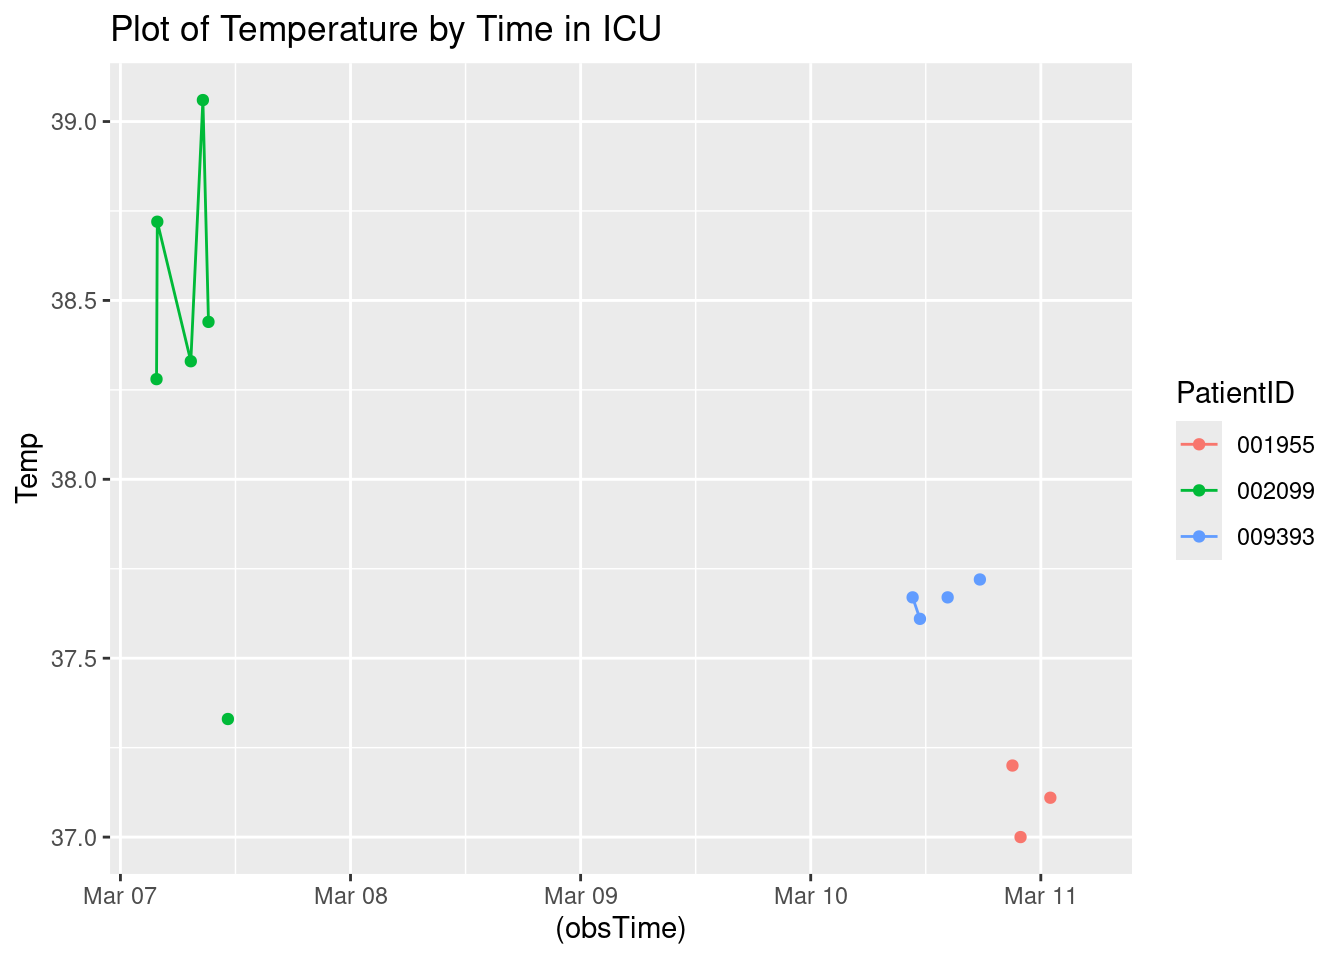 Plot of Temperature by Time in ICU
39.0
38.5
38.0
37.5
37.0
Temp
Mar 07 Mar 08 Mar 09 Mar 10 Mar 11
(obsTime)
PatientID
001955
002099
009393